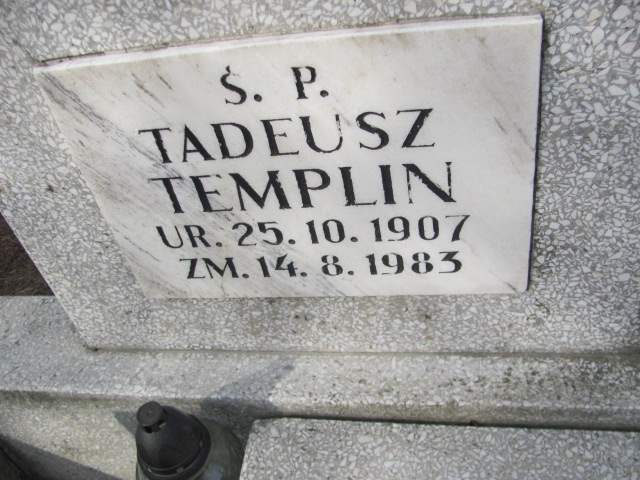 Ś. P.
TADEUSZ
TEMPLIN
UR. 25. 10. 1907
ZM. 14. 8. 1983